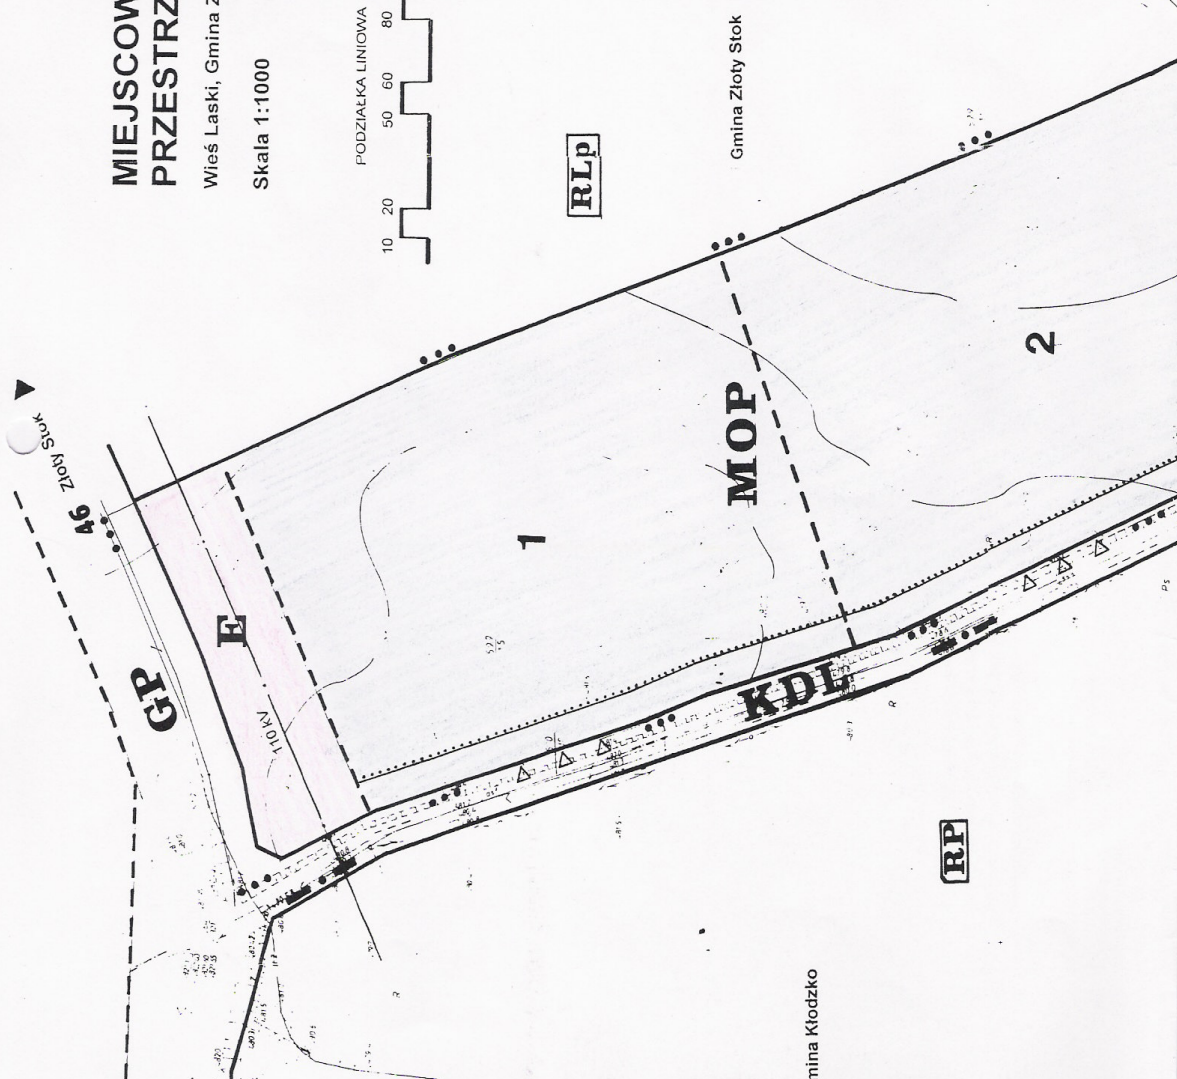 MIEJSCOW
PRZESTRZ
Wieś Laski, Gmina Z
Skala 1:1000
PODZIAŁKA LINIOWA
10 20 50 60 80
RLp
Gmina Złoty Stok
46 Złoty Stok
GP
E
110 kV
1
MOP
2
KDL
RP
mina Kłodzko
R
R
R
Ps